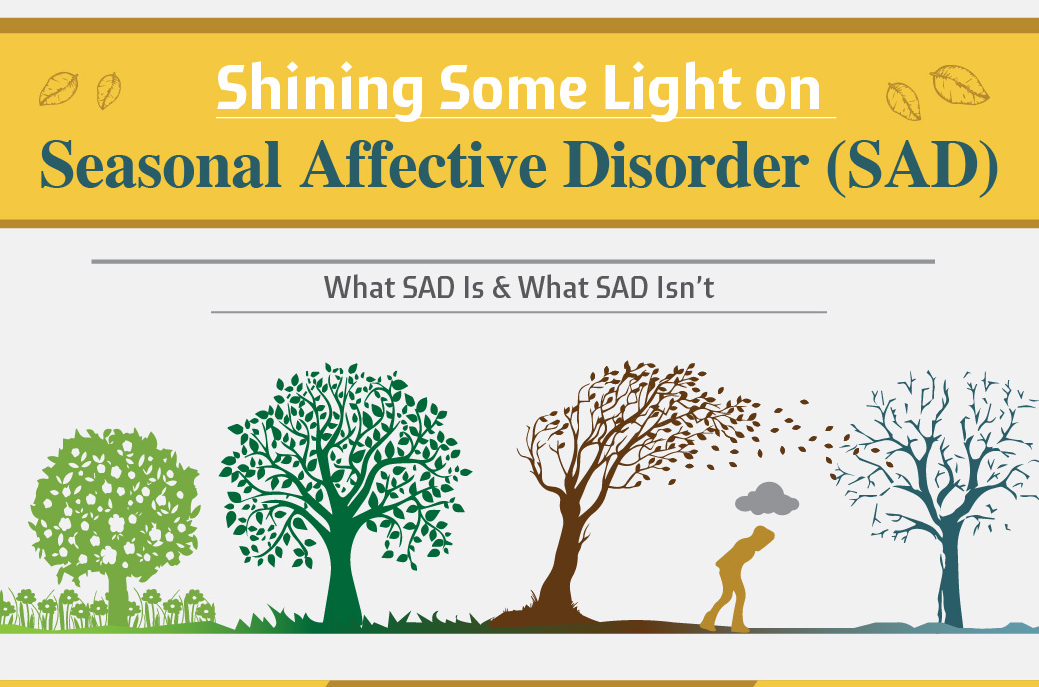 Shining Some Light on
Seasonal Affective Disorder (SAD)
What SAD Is & What SAD Isn't